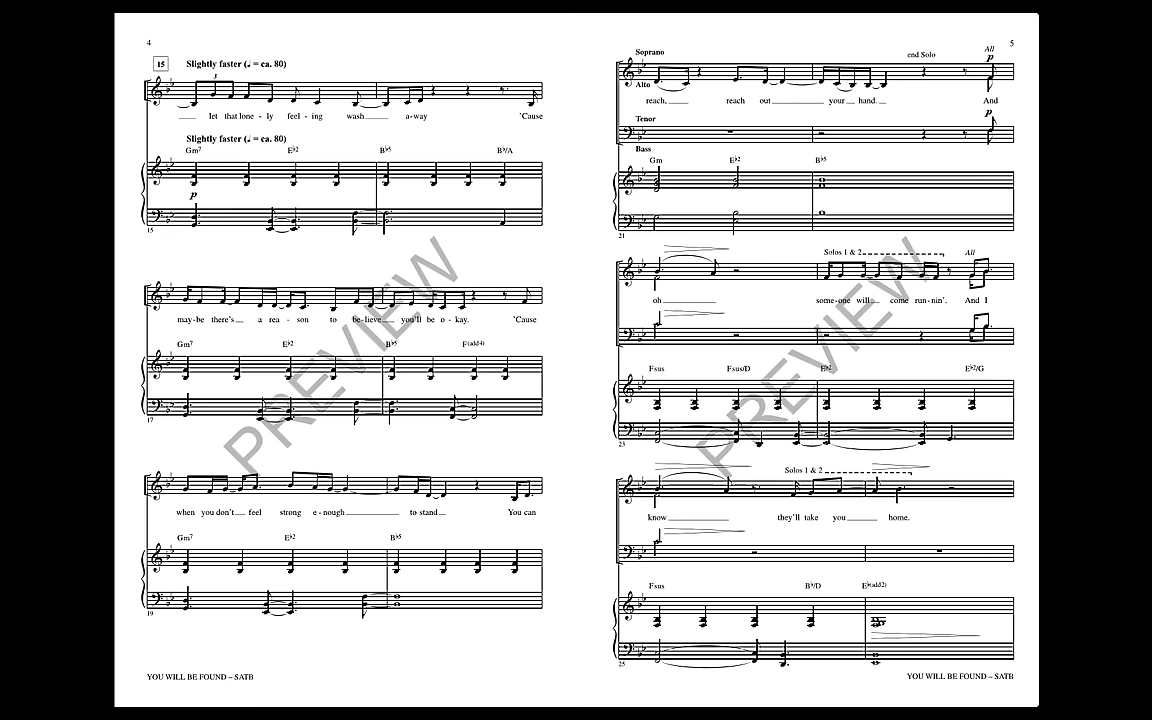 4
15 Slightly faster (♩ = ca. 80)
3
let that lone - ly feel - ing wash a-way 'Cause
Slightly faster (♩ = ca. 80)
Gm7 E♭2 B♭5 B♭/A
p
15
may-be there's a rea - son to be-lieve you'll be o - kay. 'Cause
Gm7 E♭2 B♭5 F(add4)
17
when you don't feel strong e - nough to stand You can
Gm7 E♭2 B♭5
19
YOU WILL BE FOUND – SATB
PREVIEW
5
Soprano
end Solo All
p
Alto
reach, reach out your hand. And
p
Tenor
Bass
Gm E♭2 B♭5
21
Solos 1 & 2 All
oh some-one will come run-nin'. And I
Fsus Fsus/D E♭2 E♭2/G
23
Solos 1 & 2
know they'll take you home.
Fsus B♭/D E♭(add2)
25
YOU WILL BE FOUND – SATB
PREVIEW